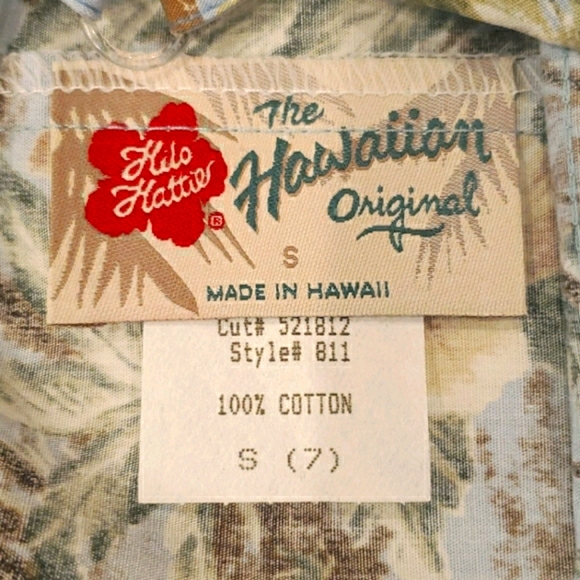 Hilo
Hattie
®
The
Hawaiian
Original
S
MADE IN HAWAII
Cut# 521812
Style# 811
100% COTTON
S (7)